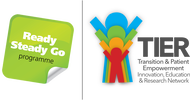 Ready
Steady Go
programme
TIER
Transition & Patient
Empowerment
Innovation, Education
& Research Network